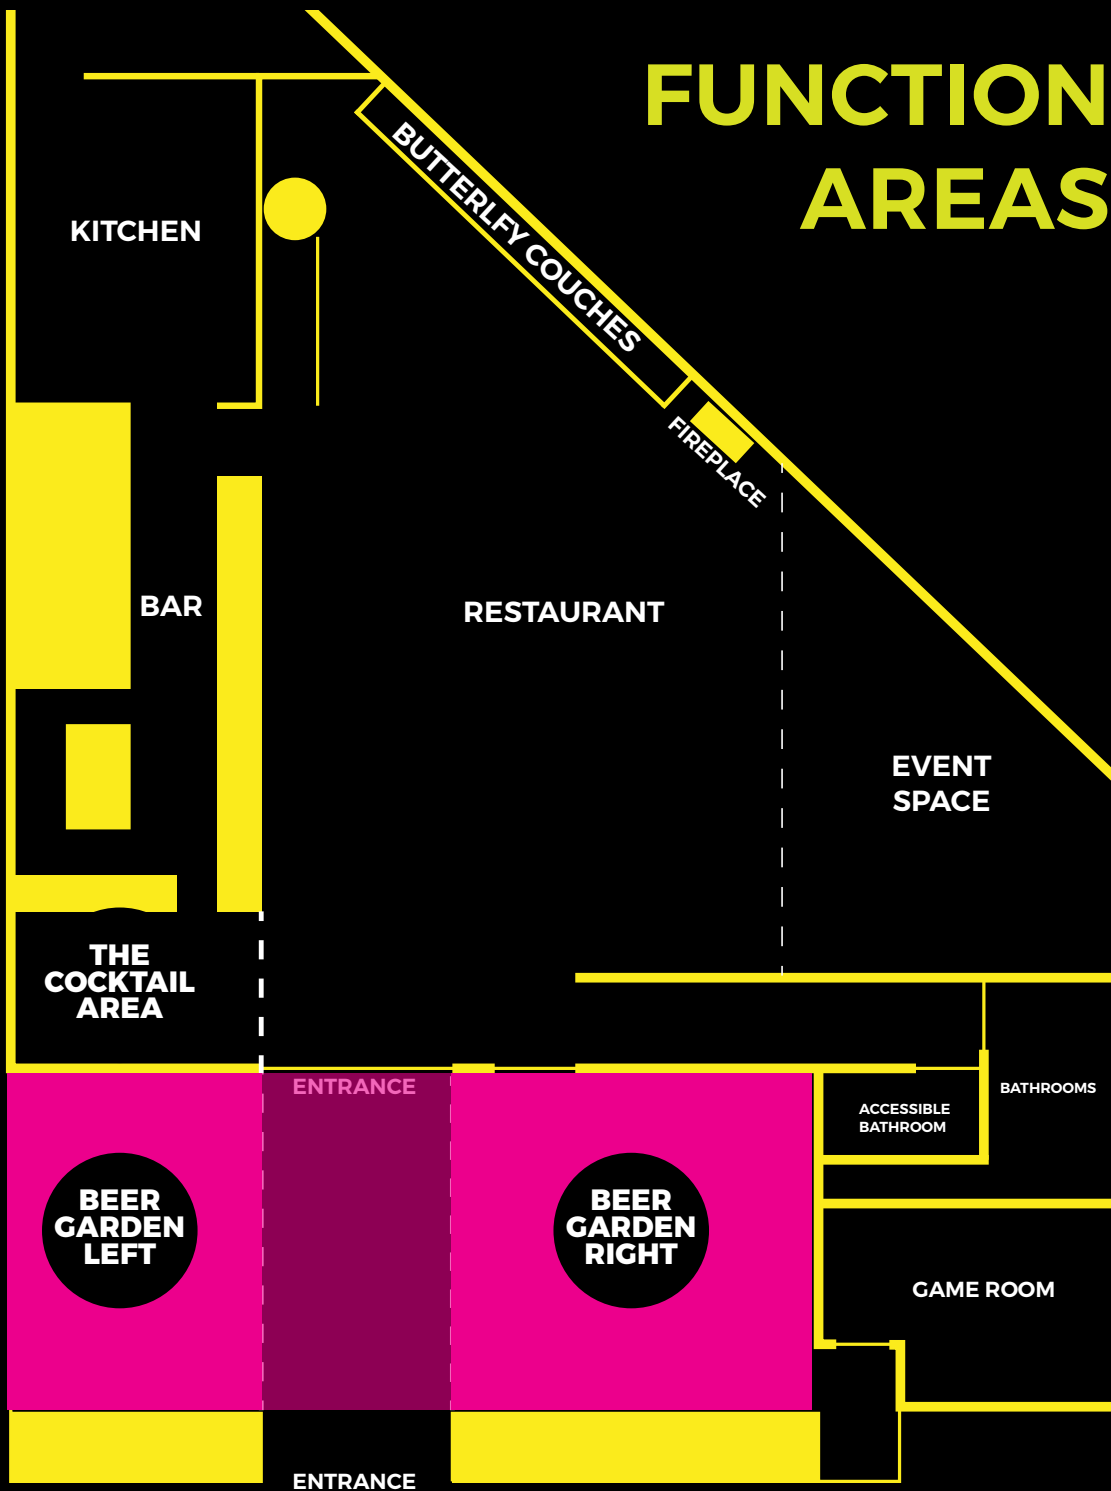 FUNCTION
AREAS
BUTTERLFY COUCHES
KITCHEN
FIREPLACE
BAR
RESTAURANT
EVENT
SPACE
THE
COCKTAIL
AREA
ENTRANCE
BATHROOMS
ACCESSIBLE
BATHROOM
BEER
GARDEN
LEFT
BEER
GARDEN
RIGHT
GAME ROOM
ENTRANCE